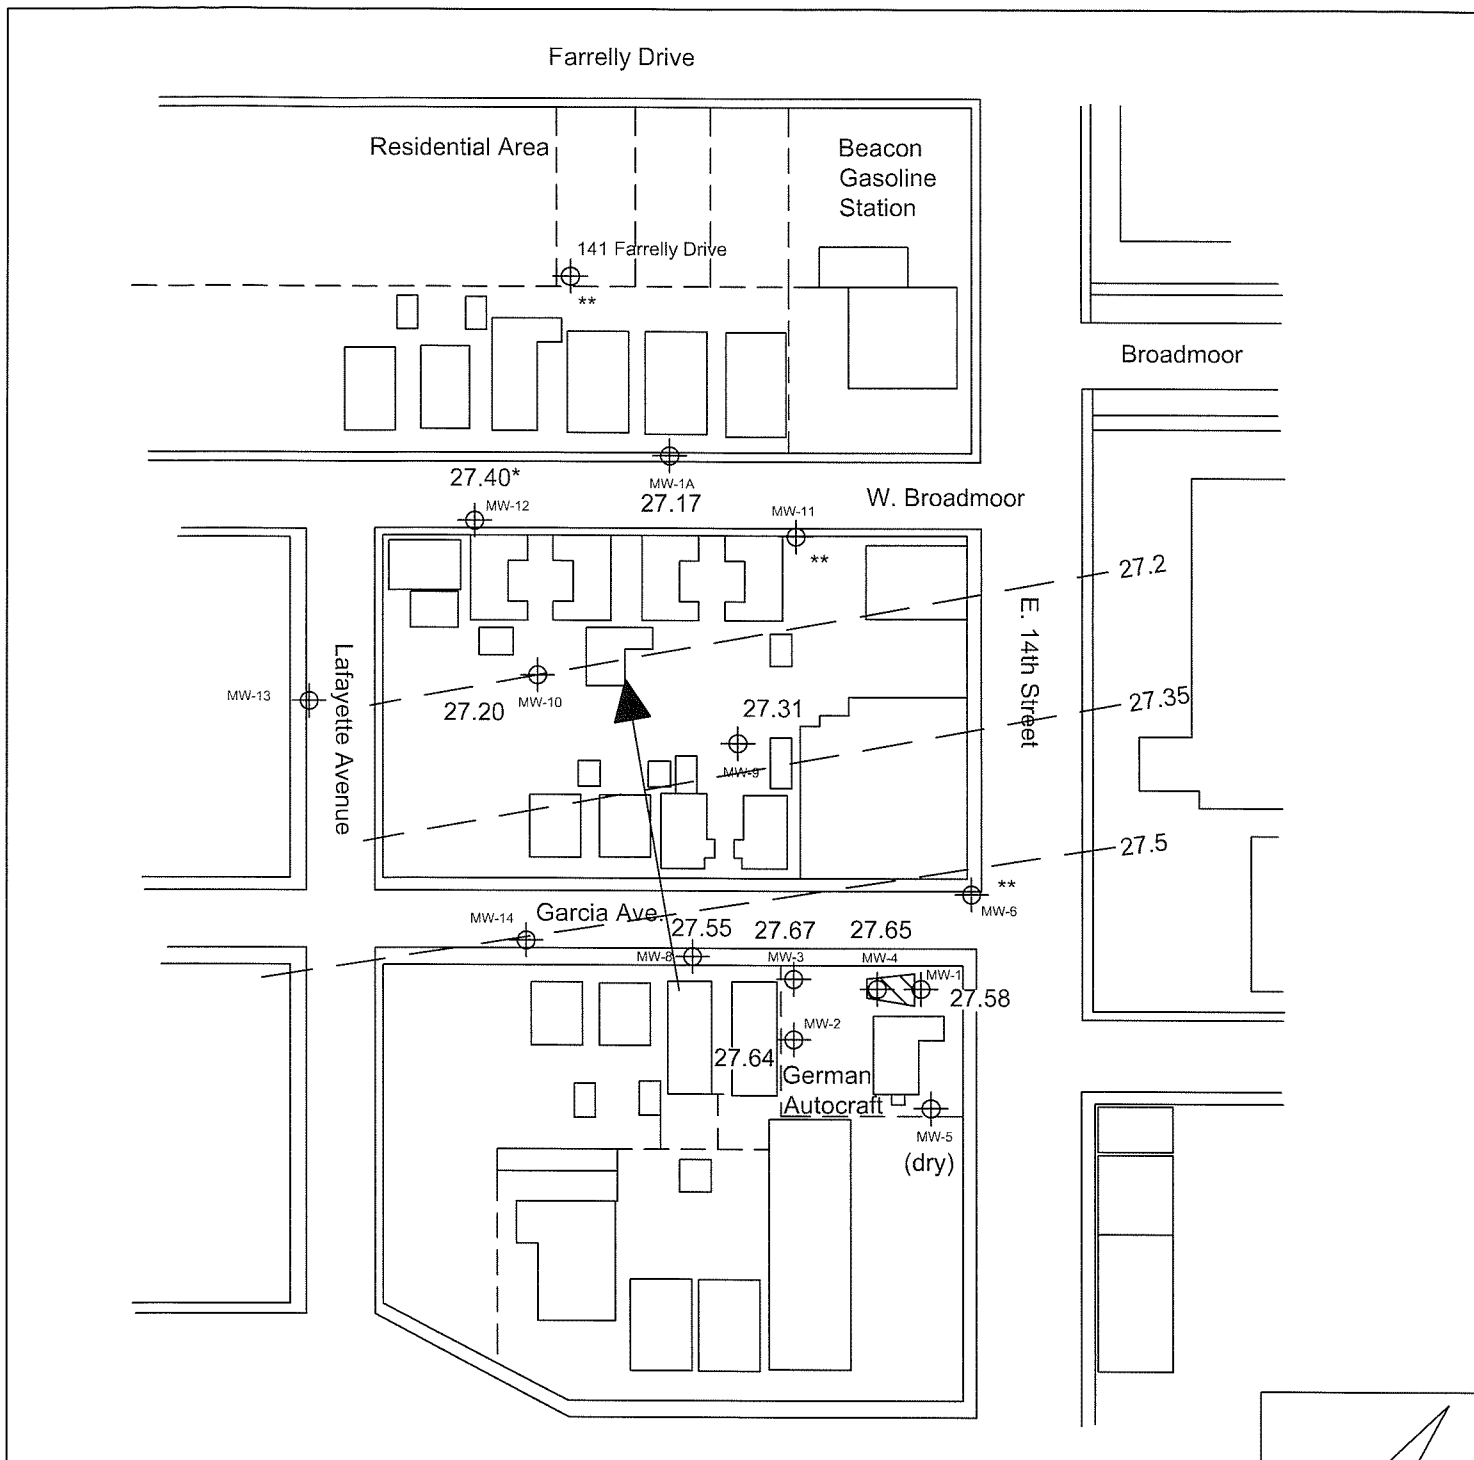 Farrelly Drive
Residential Area
Beacon
Gasoline
Station
141 Farrelly Drive
**
Broadmoor
27.40*
MW-12
MW-1A
27.17
W. Broadmoor
MW-11
**
27.2
E. 14th Street
Lafayette Avenue
MW-13
27.20
MW-10
27.31
MW-9
27.35
27.5
**
MW-6
MW-14
Garcia Ave.
27.55
27.67
27.65
MW-8
MW-3
MW-4
MW-1
27.58
MW-2
27.64
German
Autocraft
MW-5
(dry)